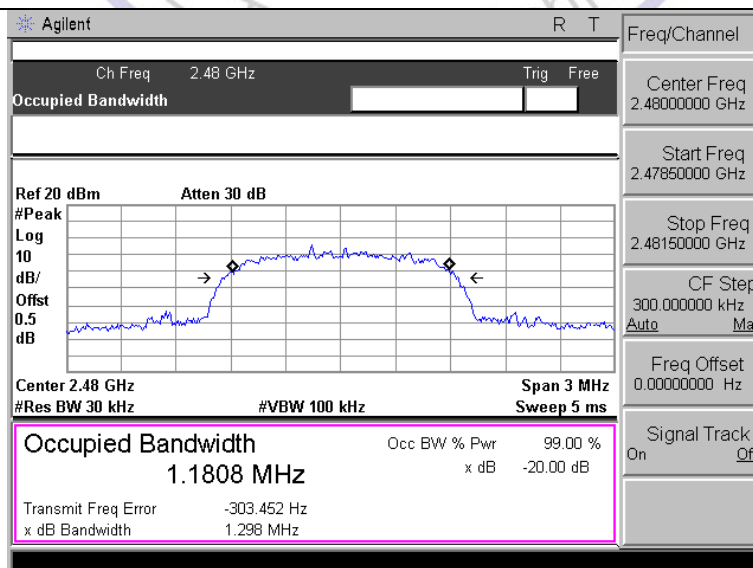 Agilent R T
Ch Freq 2.48 GHz Trig Free
Occupied Bandwidth
Ref 20 dBm Atten 30 dB
#Peak
Log
10
dB/
Offst
0.5
dB
Center 2.48 GHz Span 3 MHz
#Res BW 30 kHz #VBW 100 kHz Sweep 5 ms
Occupied Bandwidth Occ BW % Pwr 99.00 %
1.1808 MHz x dB -20.00 dB
Transmit Freq Error -303.452 Hz
x dB Bandwidth 1.298 MHz
Freq/Channel
Center Freq
2.48000000 GHz
Start Freq
2.47850000 GHz
Stop Freq
2.48150000 GHz
CF Step
300.000000 kHz
Auto Ma
Freq Offset
0.00000000 Hz
Signal Track
On Of